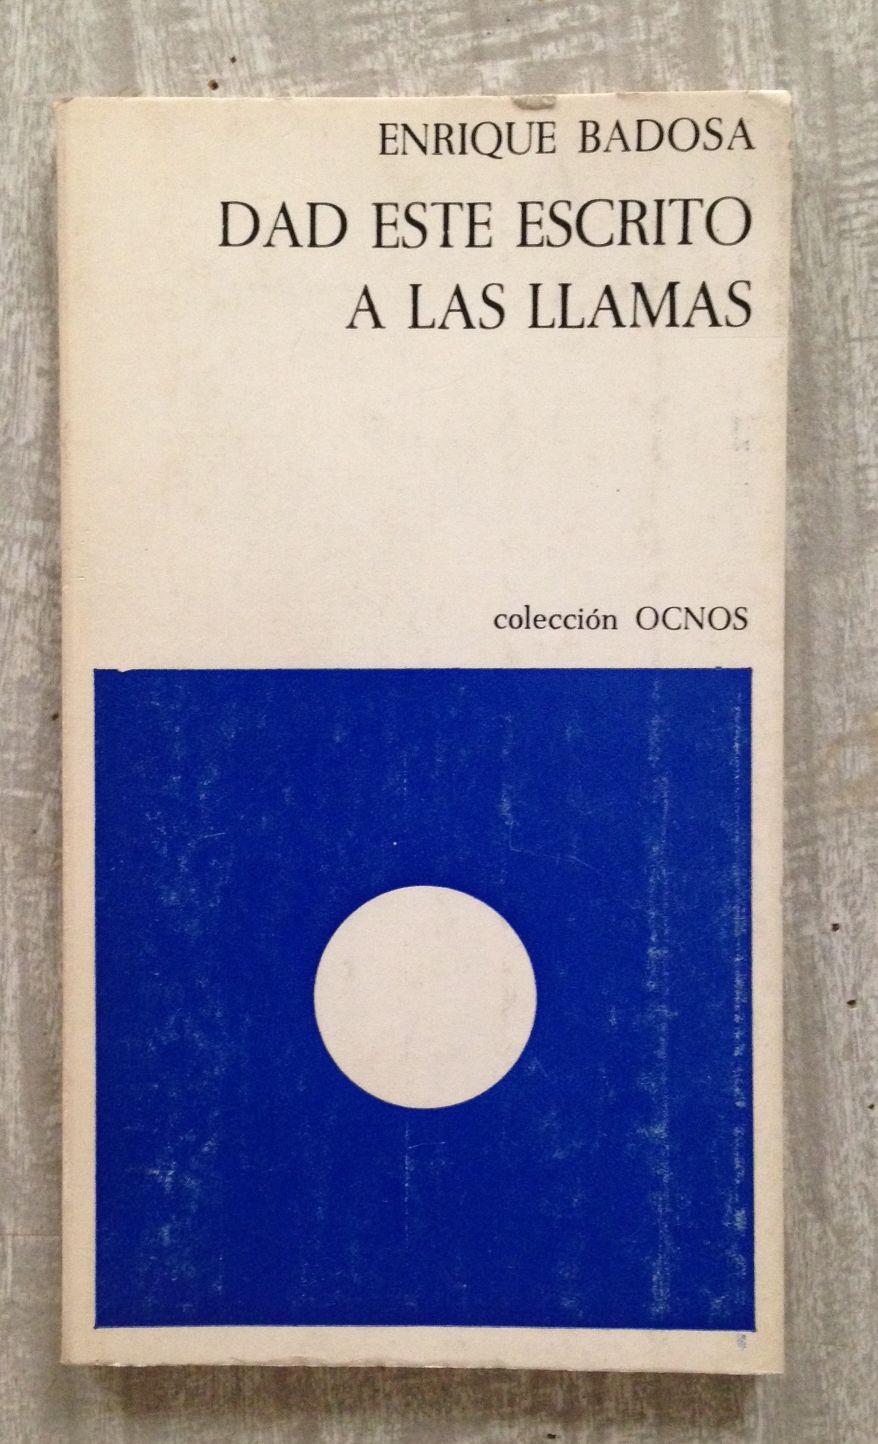 ENRIQUE BADOSA
DAD ESTE ESCRITO
A LAS LLAMAS
colección OCNOS